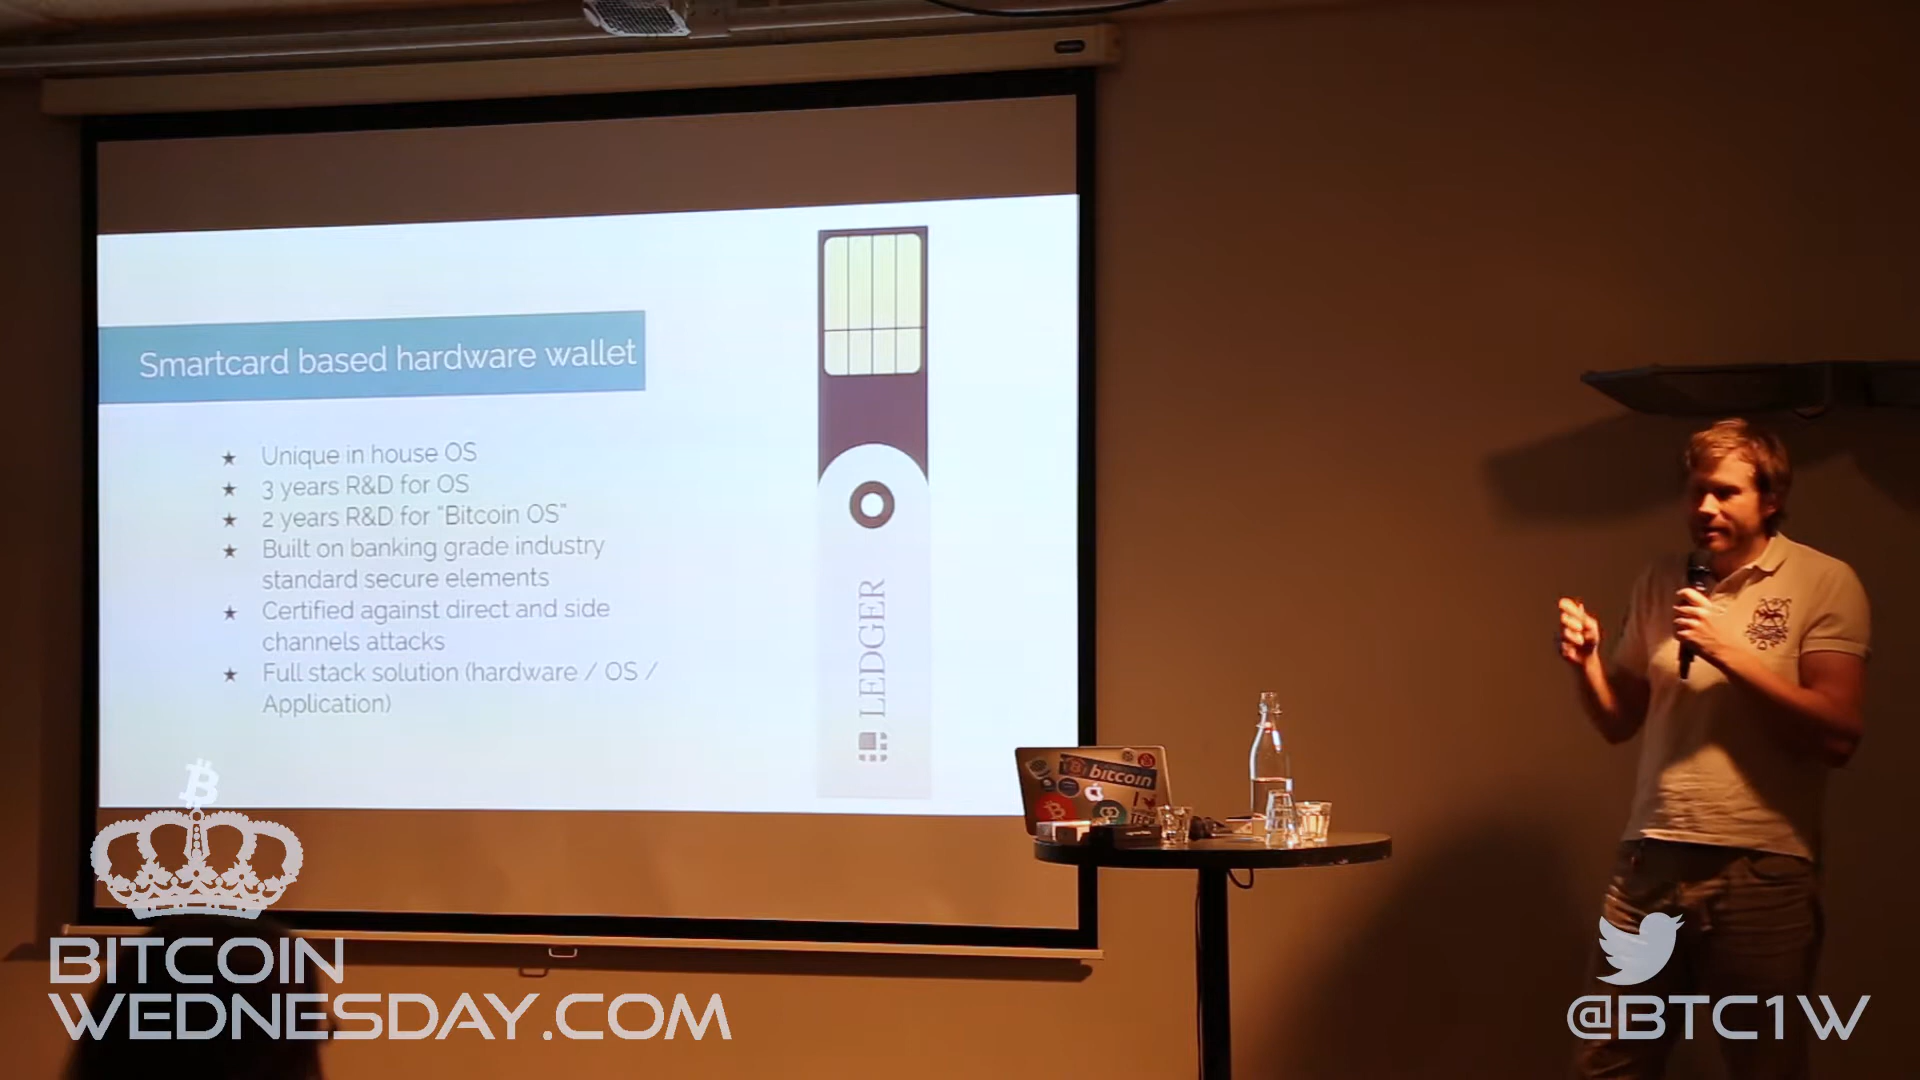 Smartcard based hardware wallet
★ Unique in house OS
★ 3 years R&D for OS
★ 2 years R&D for “Bitcoin OS”
★ Built on banking grade industry
standard secure elements
★ Certified against direct and side
channels attacks
★ Full stack solution (hardware / OS /
Application)
LEDGER
bitcoin
TECH
BITCOIN
WEDNESDAY.COM
@BTC1W